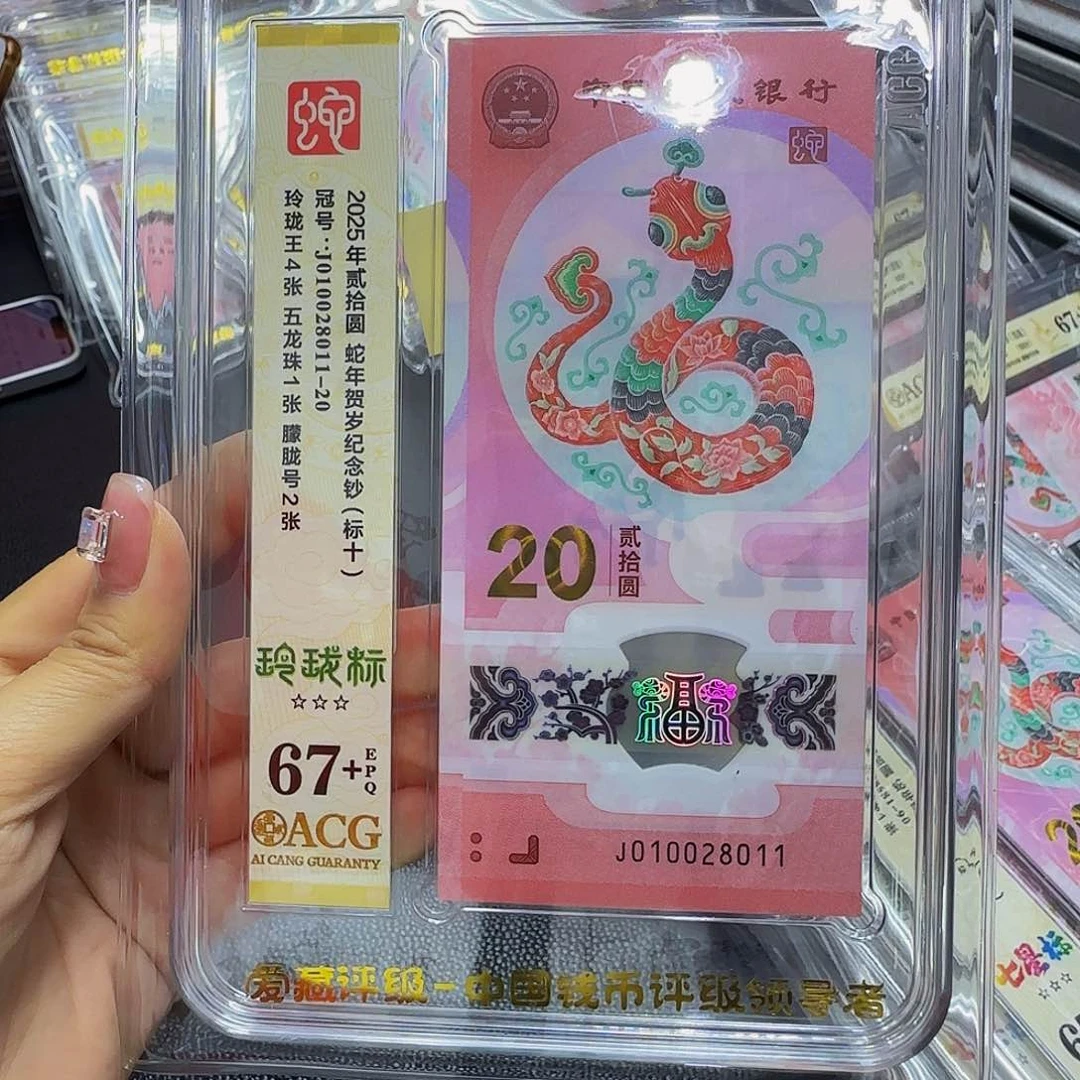 蛇
2025年贰拾圆 蛇年贺岁纪念钞（标十）
冠号：J010028011-20
玲珑王4张 五龙珠1张 朦胧号2张
玲珑标
☆☆☆
67+EPQ
ACG
AI CANG GUARANTY
银行
蛇
20
贰拾圆
福
J010028011
爱藏评级-中国钱币评级领导者
67